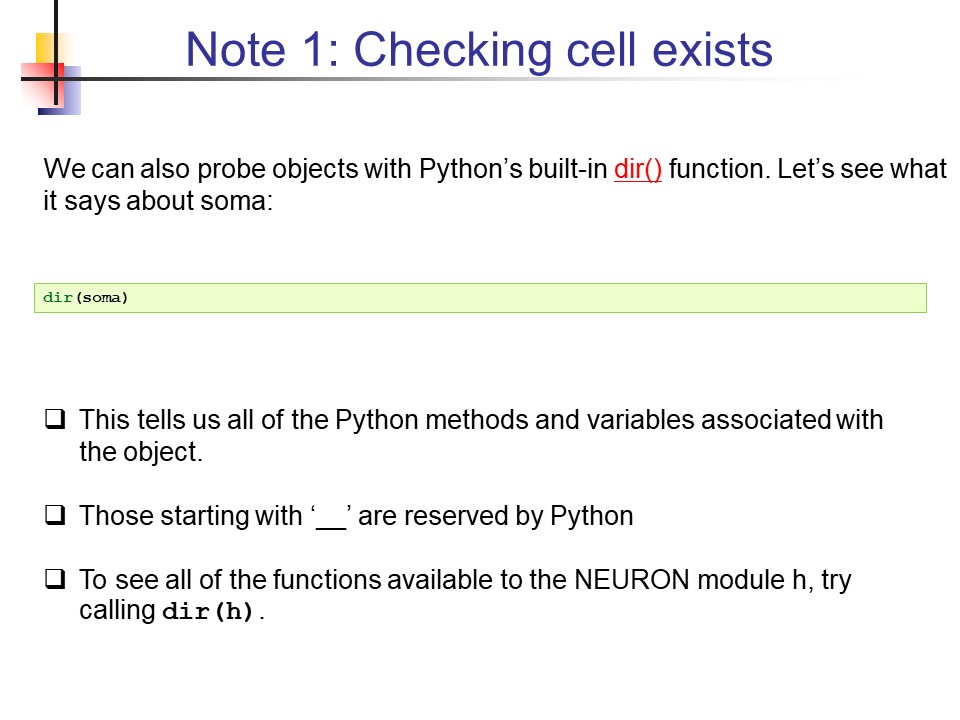 Note 1: Checking cell exists
We can also probe objects with Python’s built-in dir() function. Let’s see what
it says about soma:
dir(soma)
❑ This tells us all of the Python methods and variables associated with
the object.
❑ Those starting with ‘__’ are reserved by Python
❑ To see all of the functions available to the NEURON module h, try
calling dir(h).